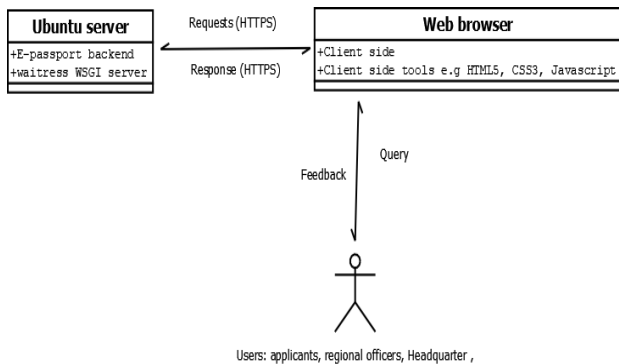 Ubuntu server
+E-passport backend
+waitress WSGI server
Requests (HTTPS)
Response (HTTPS)
Web browser
+Client side
+Client side tools e.g HTML5, CSS3, Javascript
Query
Feedback
Users: applicants, regional officers, Headquarter ,